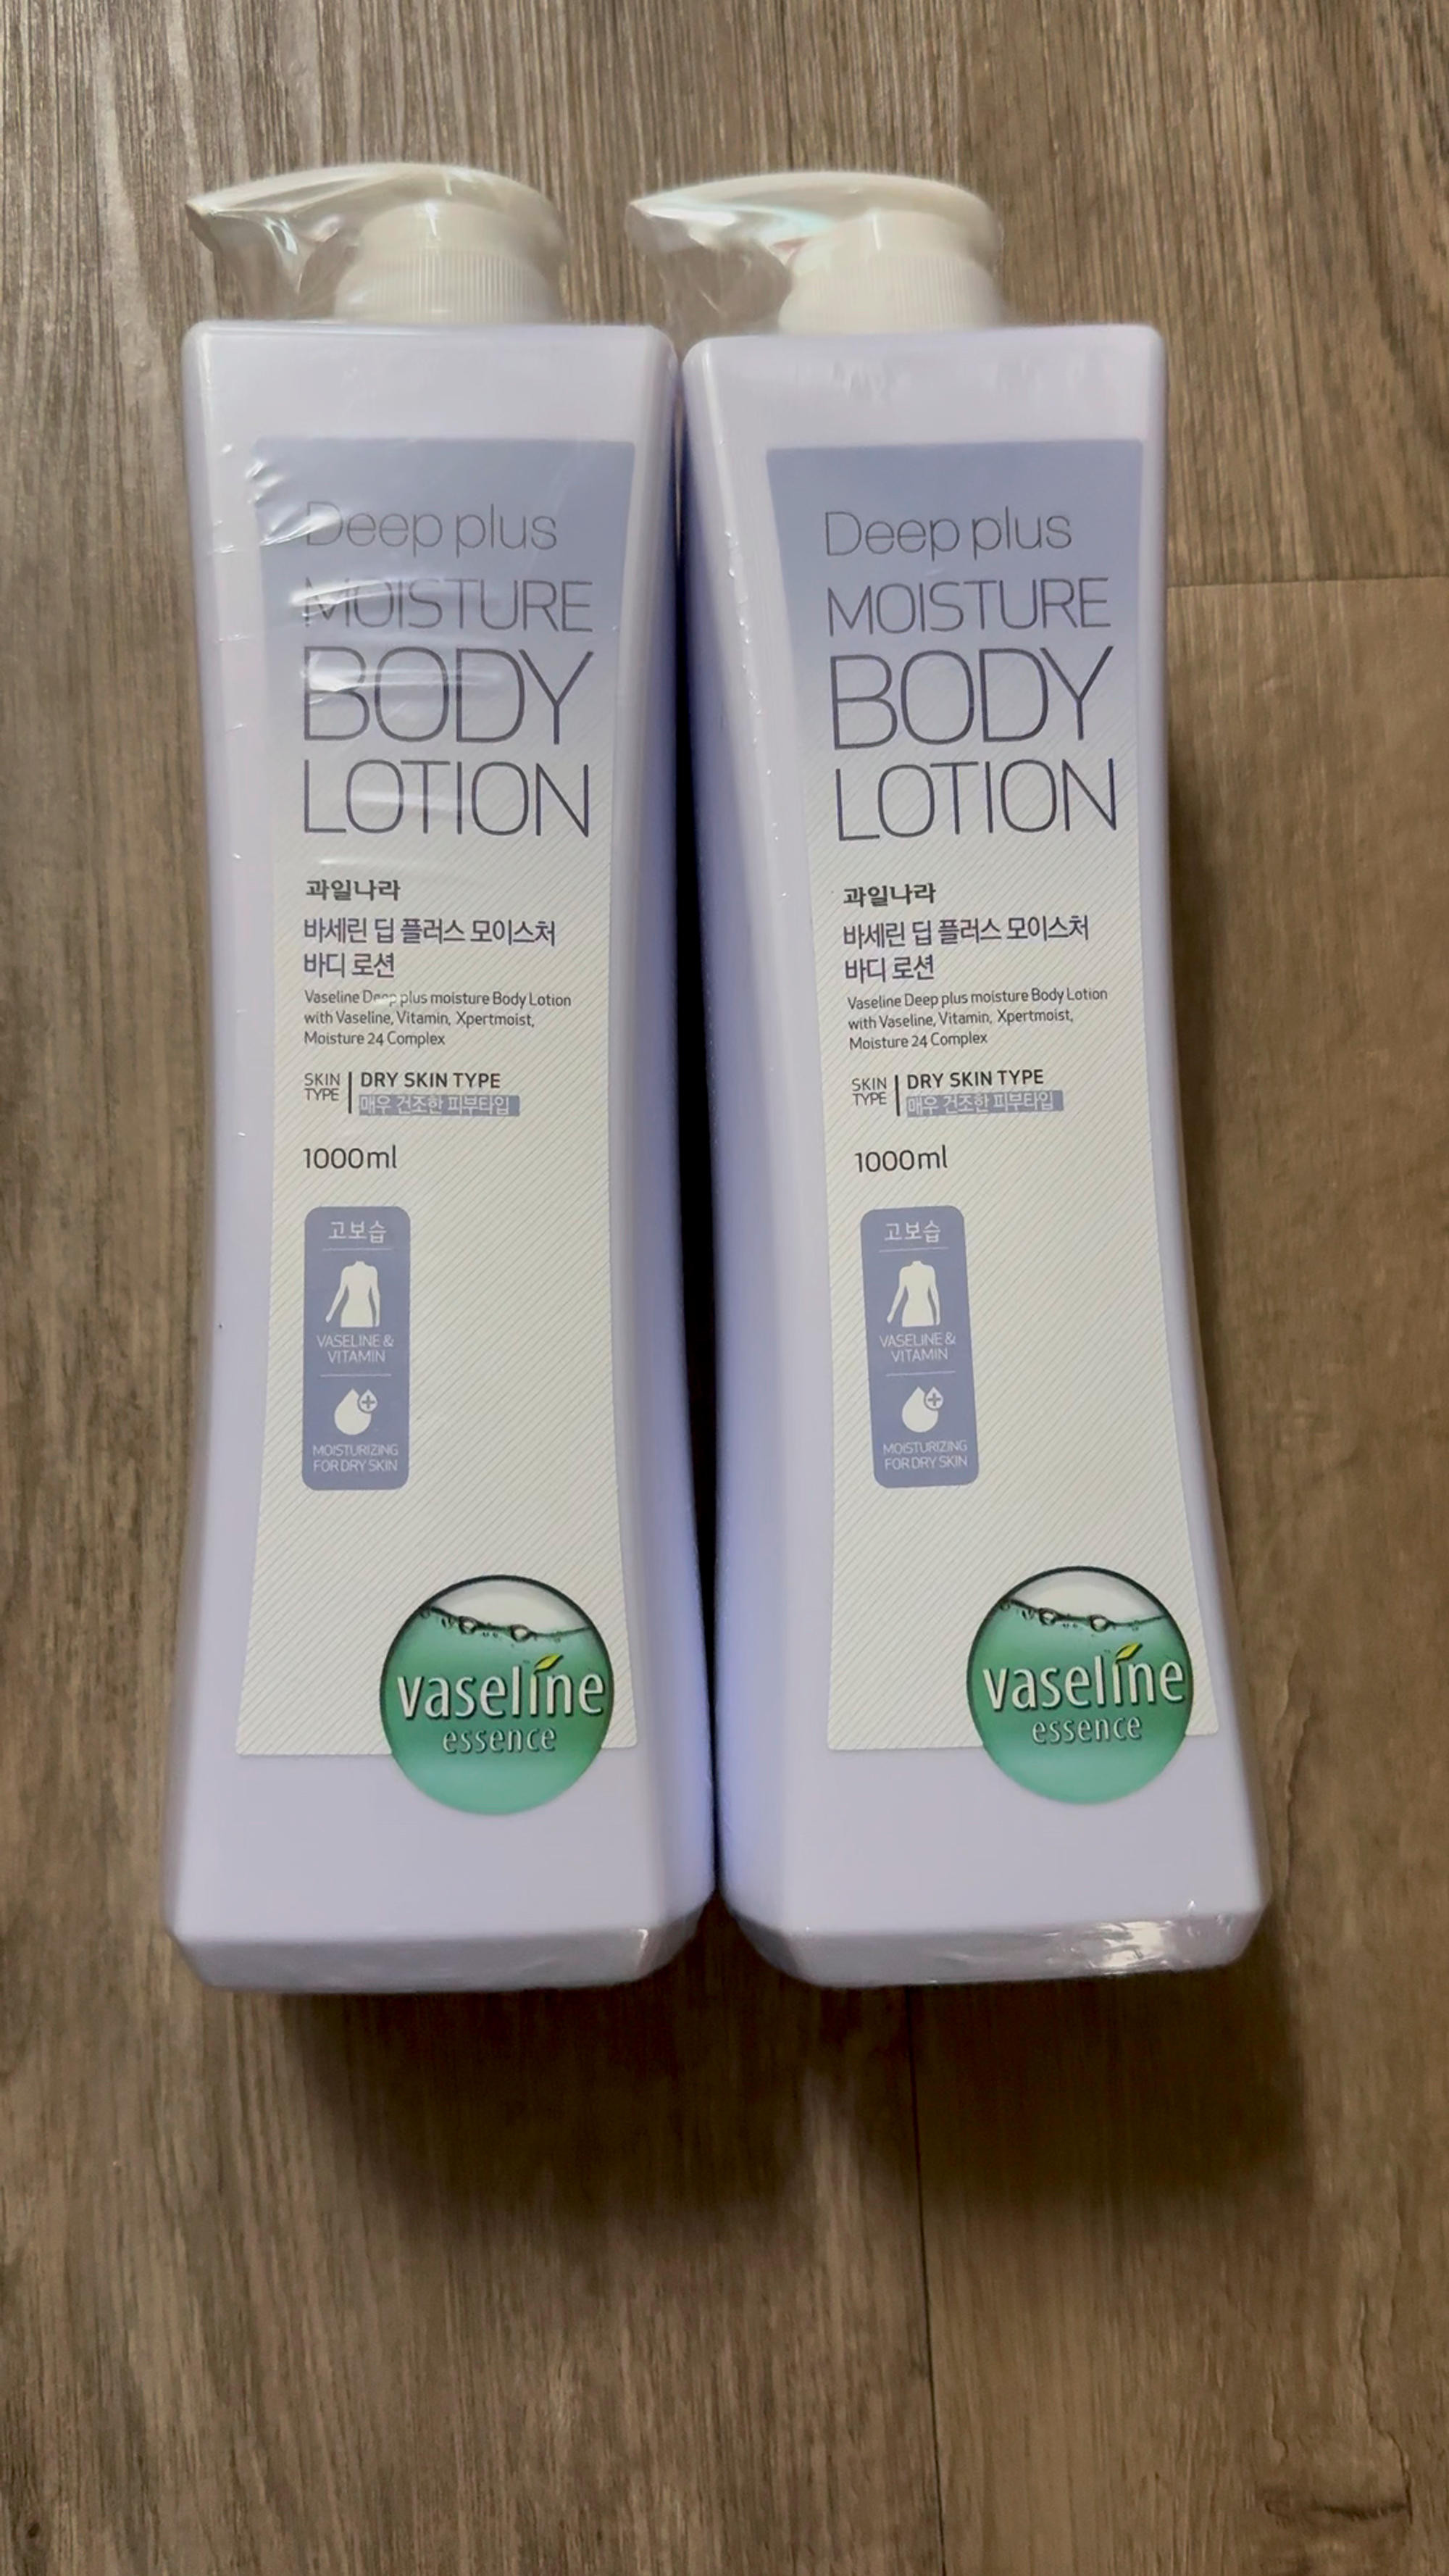 Deep plus
MOISTURE
BODY
LOTION
과일나라
바세린 딥 플러스 모이스처
바디 로션
Vaseline Deep plus moisture Body Lotion
with Vaseline, Vitamin, Xpertmoist,
Moisture 24 Complex
SKIN TYPE | DRY SKIN TYPE
매우 건조한 피부타입
1000ml
고보습
VASELINE &
VITAMIN
MOISTURIZING
FOR DRY SKIN
vaseline
essence
Deep plus
MOISTURE
BODY
LOTION
과일나라
바세린 딥 플러스 모이스처
바디 로션
Vaseline Deep plus moisture Body Lotion
with Vaseline, Vitamin, Xpertmoist,
Moisture 24 Complex
SKIN TYPE | DRY SKIN TYPE
매우 건조한 피부타입
1000ml
고보습
VASELINE &
VITAMIN
MOISTURIZING
FOR DRY SKIN
vaseline
essence